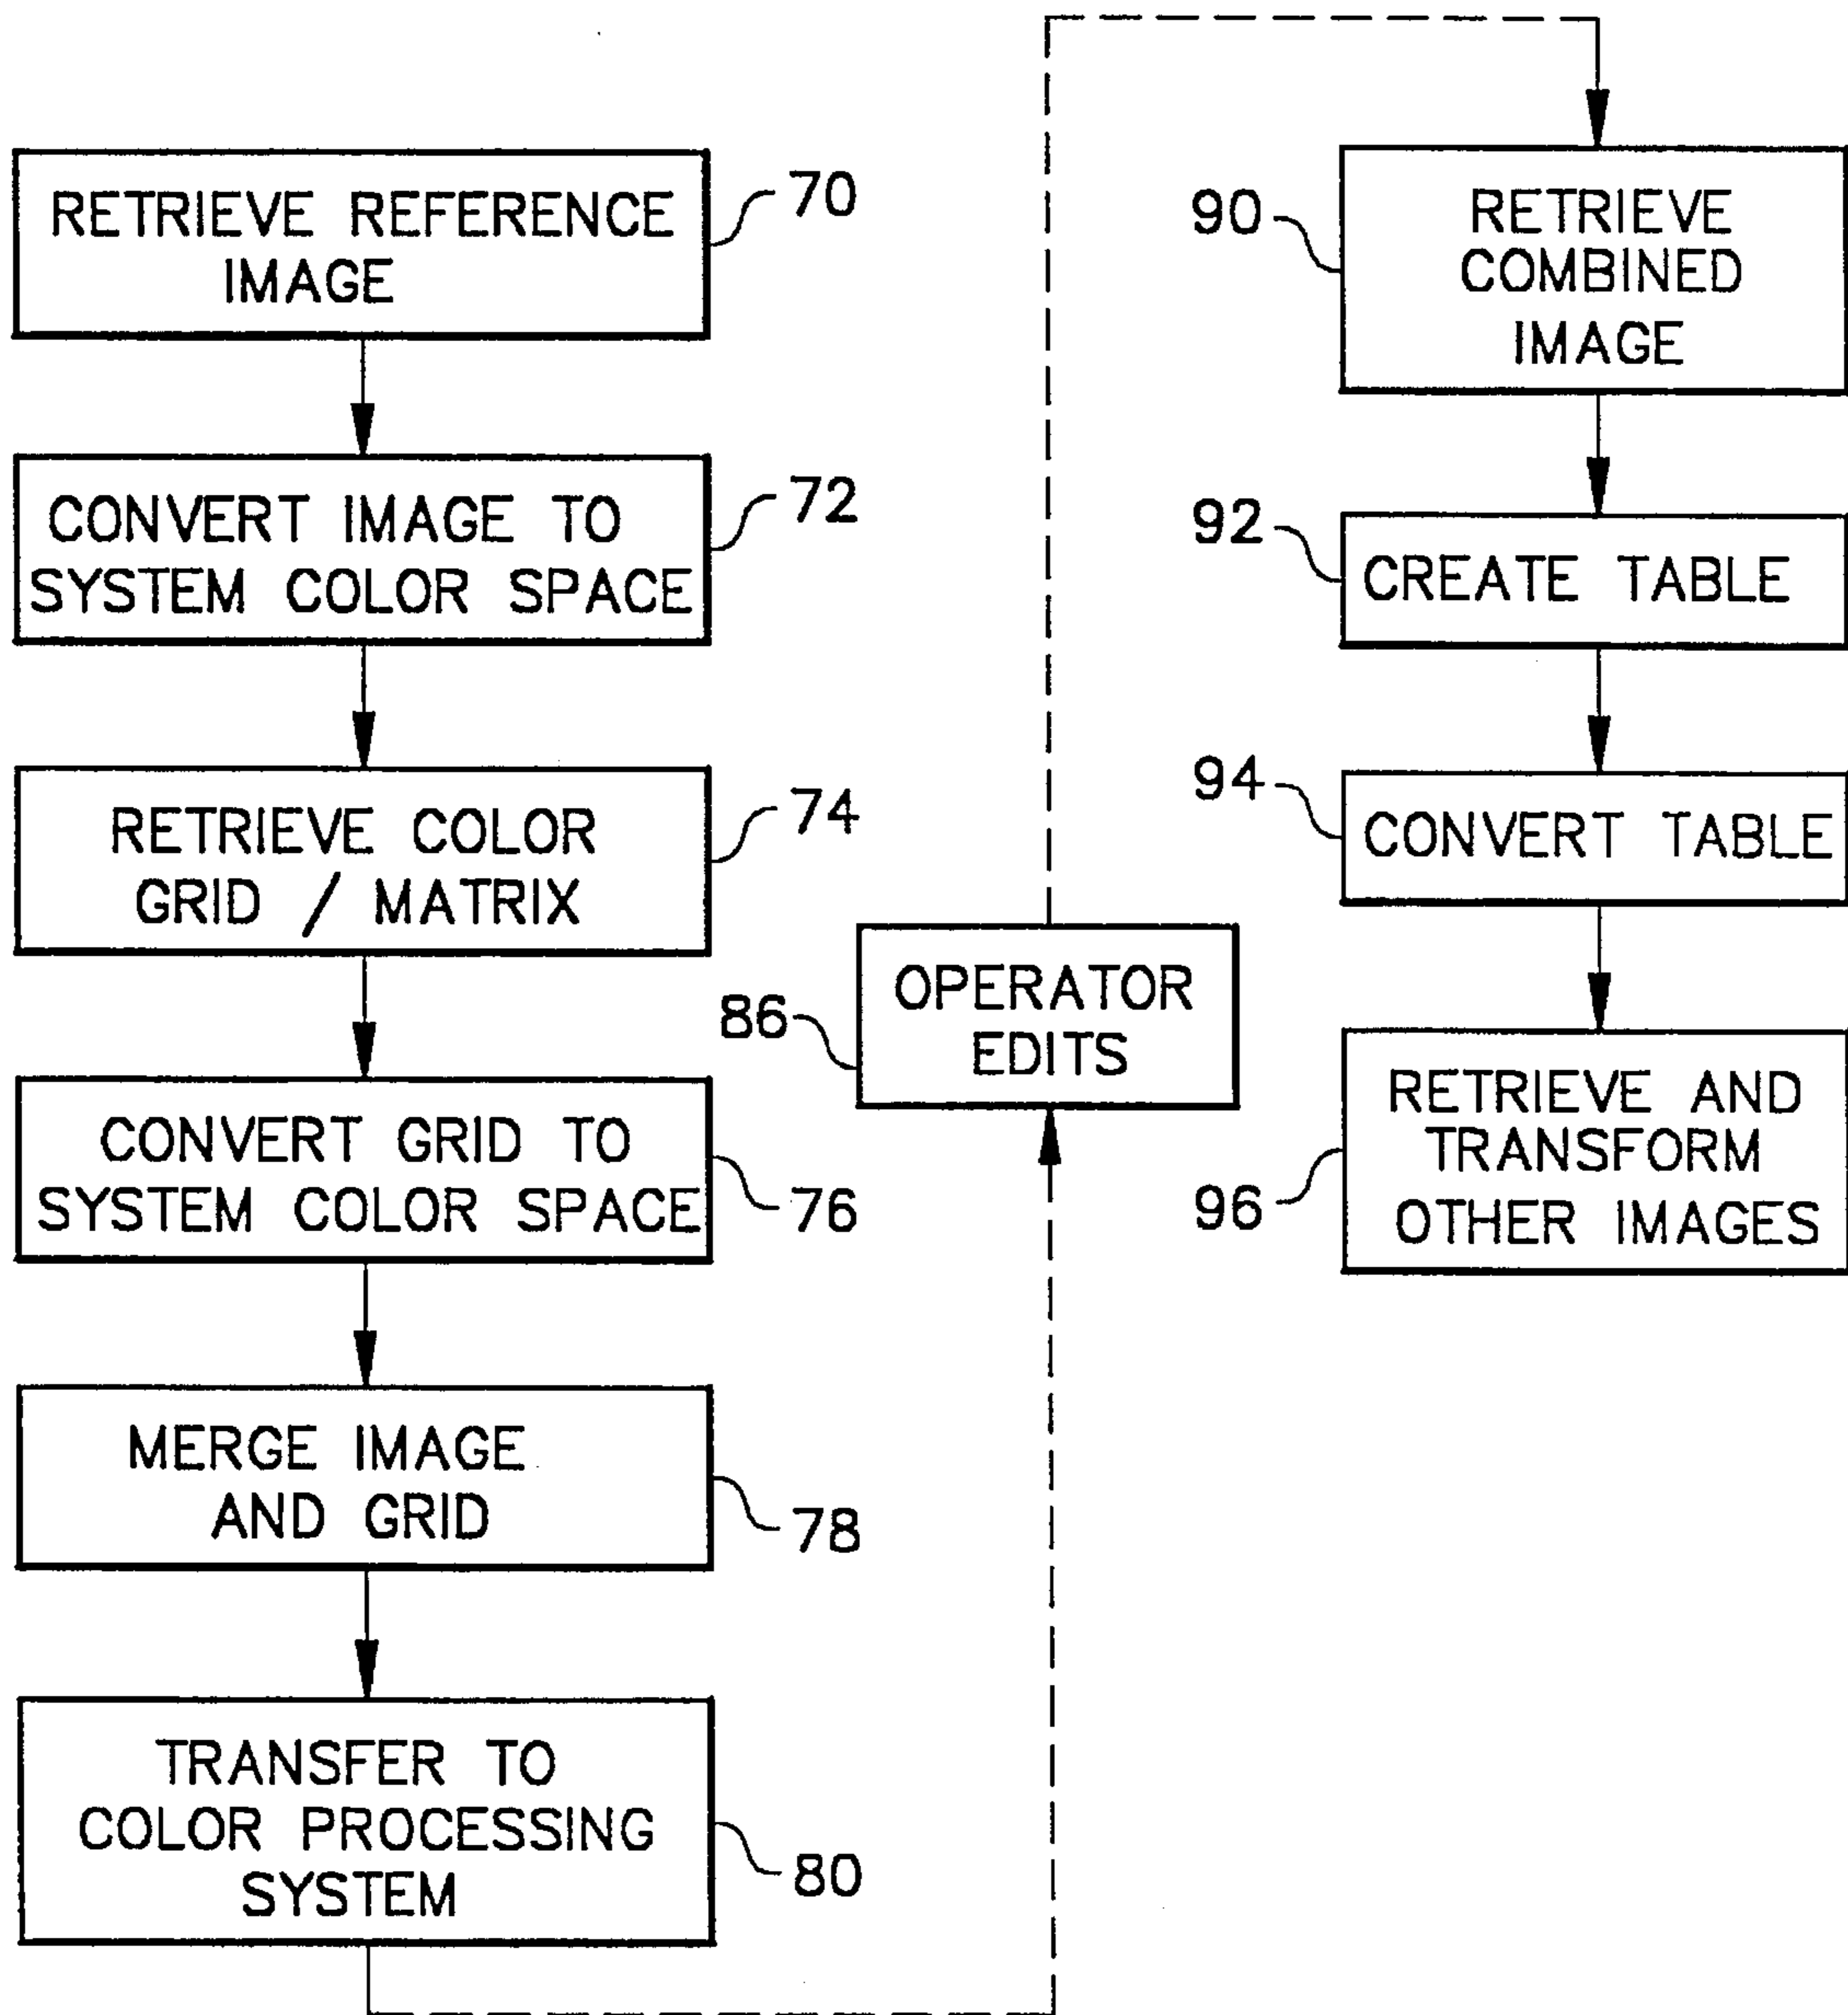 RETRIEVE REFERENCE
IMAGE
70
CONVERT IMAGE TO
SYSTEM COLOR SPACE
72
RETRIEVE COLOR
GRID / MATRIX
74
CONVERT GRID TO
SYSTEM COLOR SPACE
76
MERGE IMAGE
AND GRID
78
TRANSFER TO
COLOR PROCESSING
SYSTEM
80
OPERATOR
EDITS
86
RETRIEVE
COMBINED
IMAGE
90
CREATE TABLE
92
CONVERT TABLE
94
RETRIEVE AND
TRANSFORM
OTHER IMAGES
96